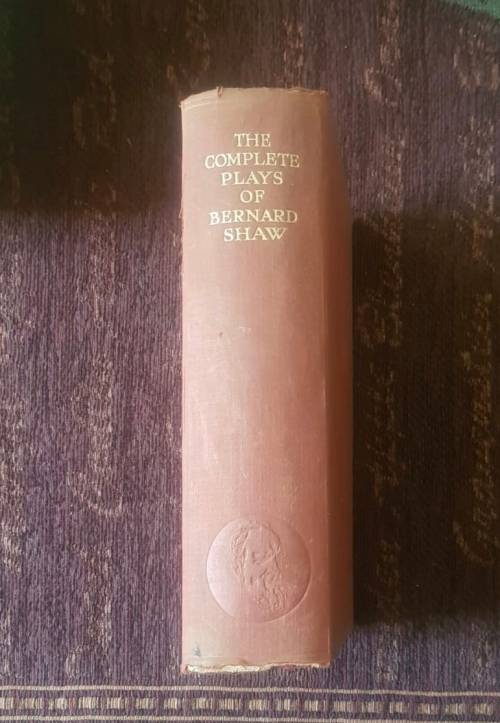 THE
COMPLETE
PLAYS
OF
BERNARD
SHAW